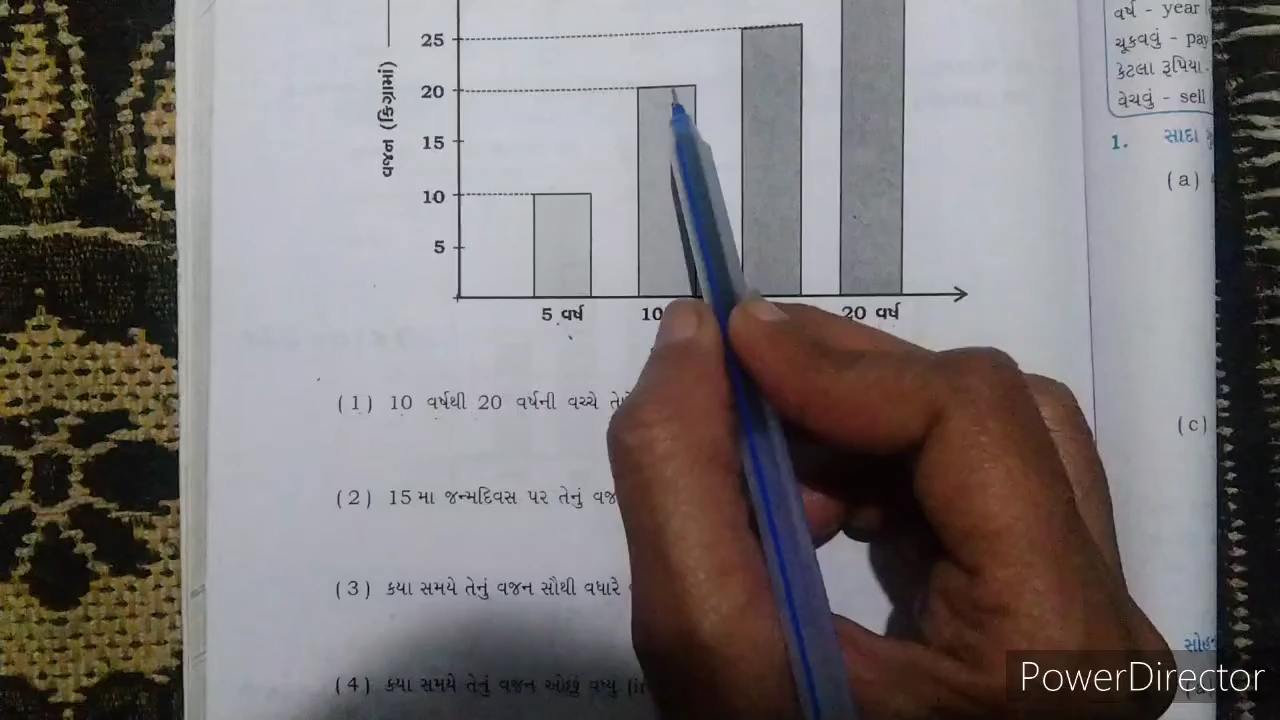 વજન (કિગ્રામાં)
25
20
15
10
5
5 વર્ષ
10
20 વર્ષ
(1) 10 વર્ષથી 20 વર્ષની વચ્ચે
(2) 15 મા જન્મદિવસ પર તેનું
(3) કયા સમયે તેનું વજન સૌથી વધારે
(4) કયા સમયે તેનું વજન ઓછું વધ્યુ
વર્ષ - year
ચૂકવવું - pay
કેટલા રૂપિયા -
વેચવું - sell
1. સાદા
(a)
(c)
PowerDirector